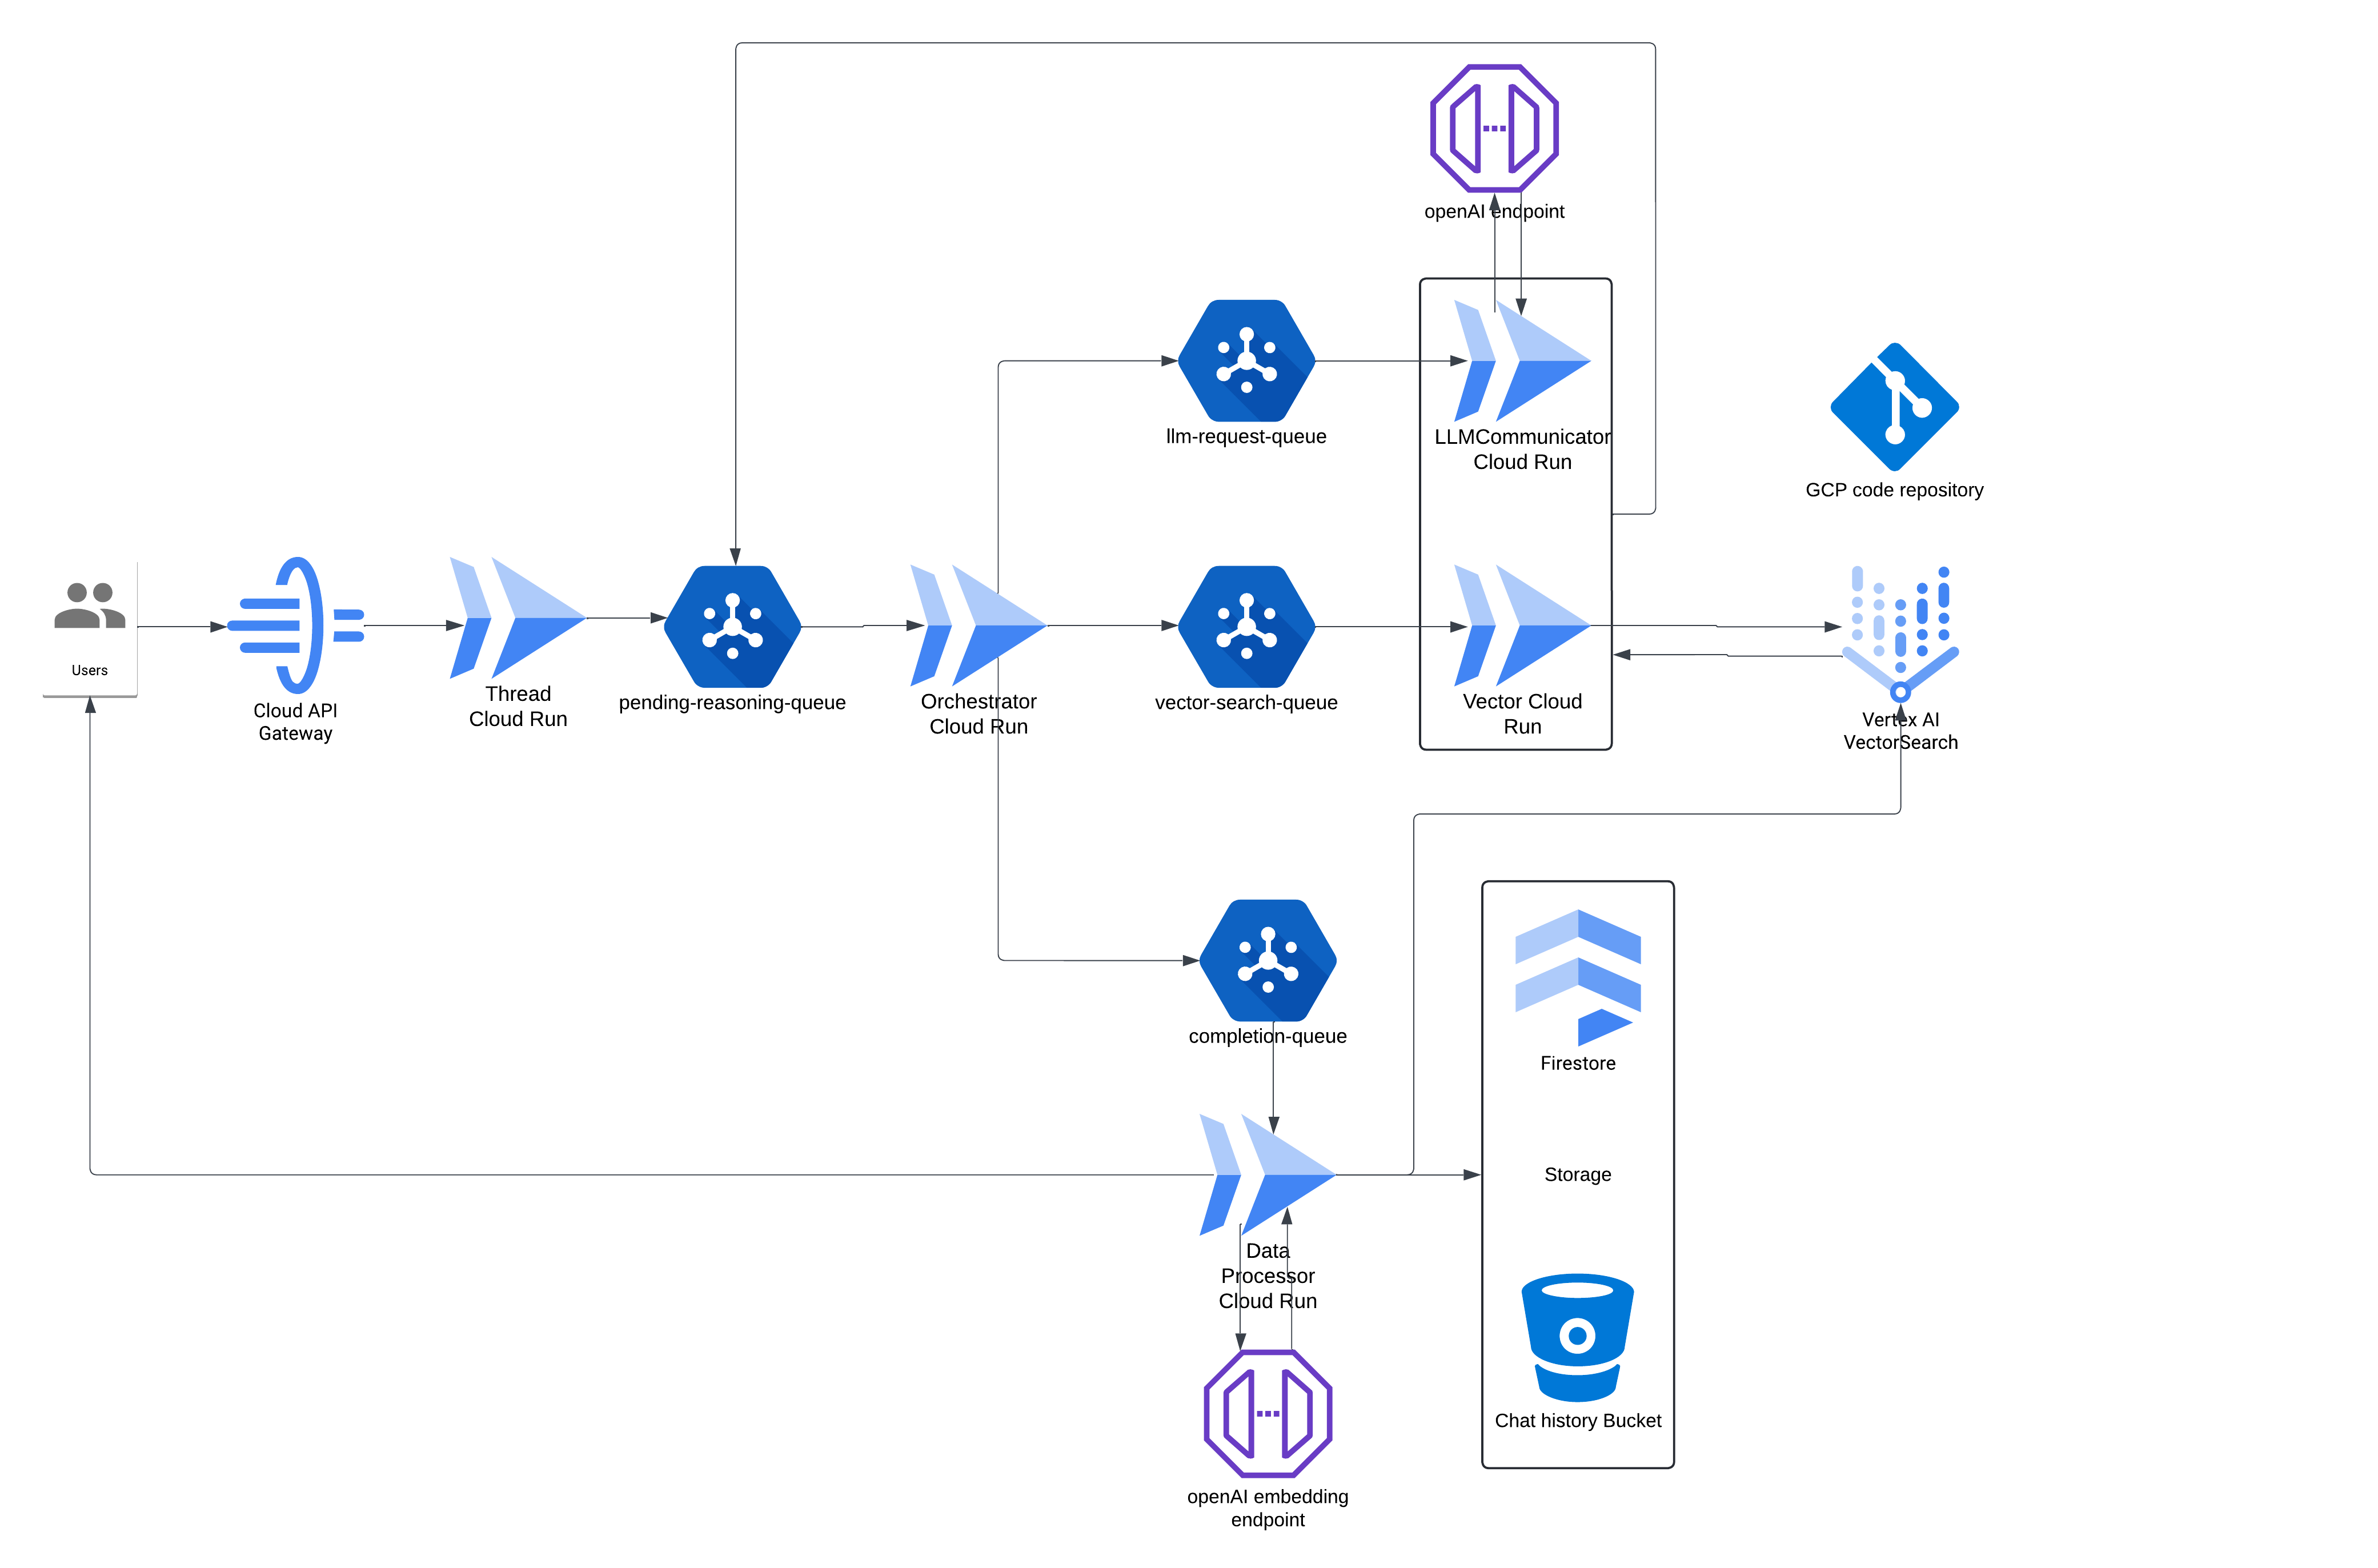 openAI endpoint
llm-request-queue
LLMCommunicator
Cloud Run
GCP code repository
Users
Cloud API
Gateway
Thread
Cloud Run
pending-reasoning-queue
Orchestrator
Cloud Run
vector-search-queue
Vector Cloud
Run
Vertex AI
VectorSearch
completion-queue
Firestore
Storage
Data
Processor
Cloud Run
Chat history Bucket
openAI embedding
endpoint